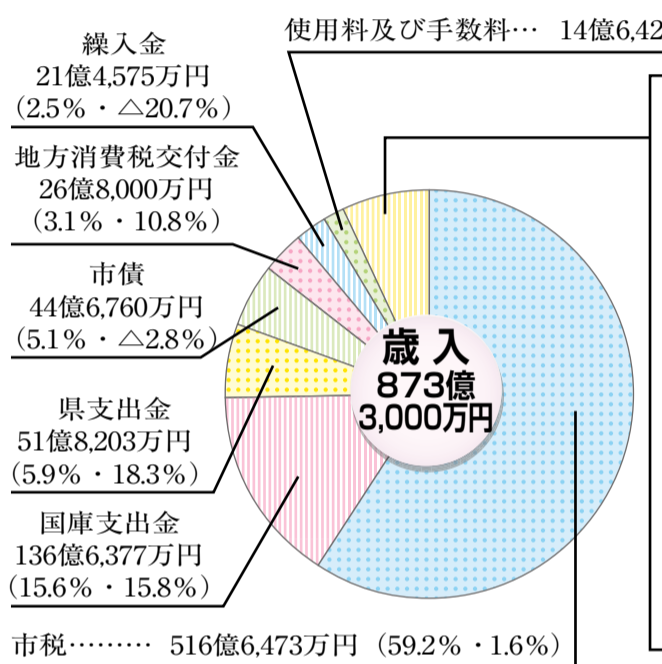 使用料及び手数料… 14億6,42
繰入金
21億4,575万円
(2.5%・△20.7%)
地方消費税交付金
26億8,000万円
(3.1%・10.8%)
市債
44億6,760万円
(5.1%・△2.8%)
県支出金
51億8,203万円
(5.9%・18.3%)
国庫支出金
136億6,377万円
(15.6%・15.8%)
歳入
873億
3,000万円
市税……… 516億6,473万円 (59.2%・1.6%)